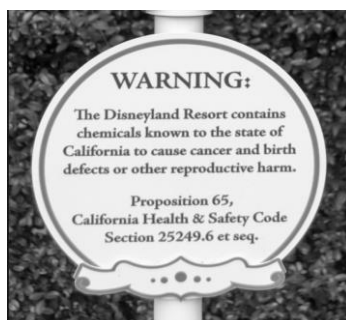 WARNING:
The Disneyland Resort contains
chemicals known to the state of
California to cause cancer and birth
defects or other reproductive harm.
Proposition 65,
California Health & Safety Code
Section 25249.6 et seq.